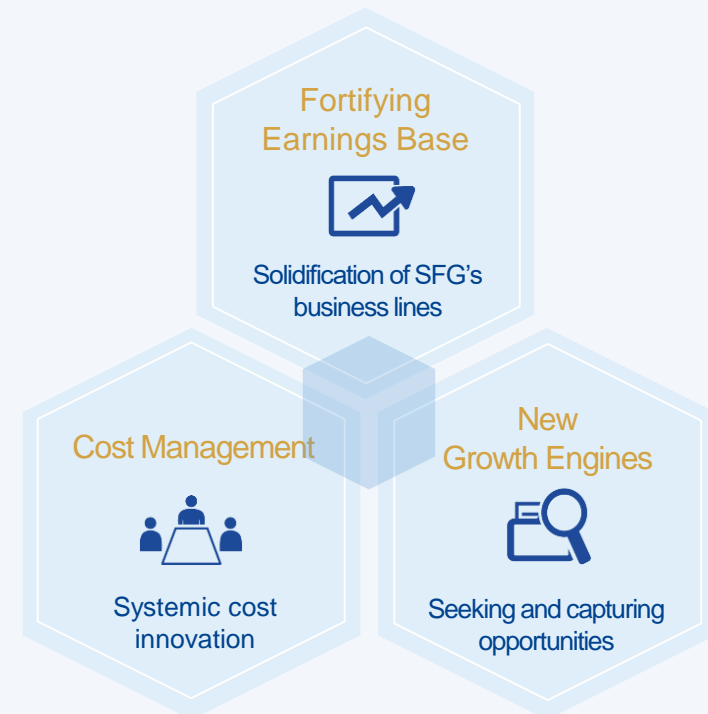 Fortifying
Earnings Base
Solidification of SFG's
business lines
Cost Management
Systemic cost
innovation
New
Growth Engines
Seeking and capturing
opportunities